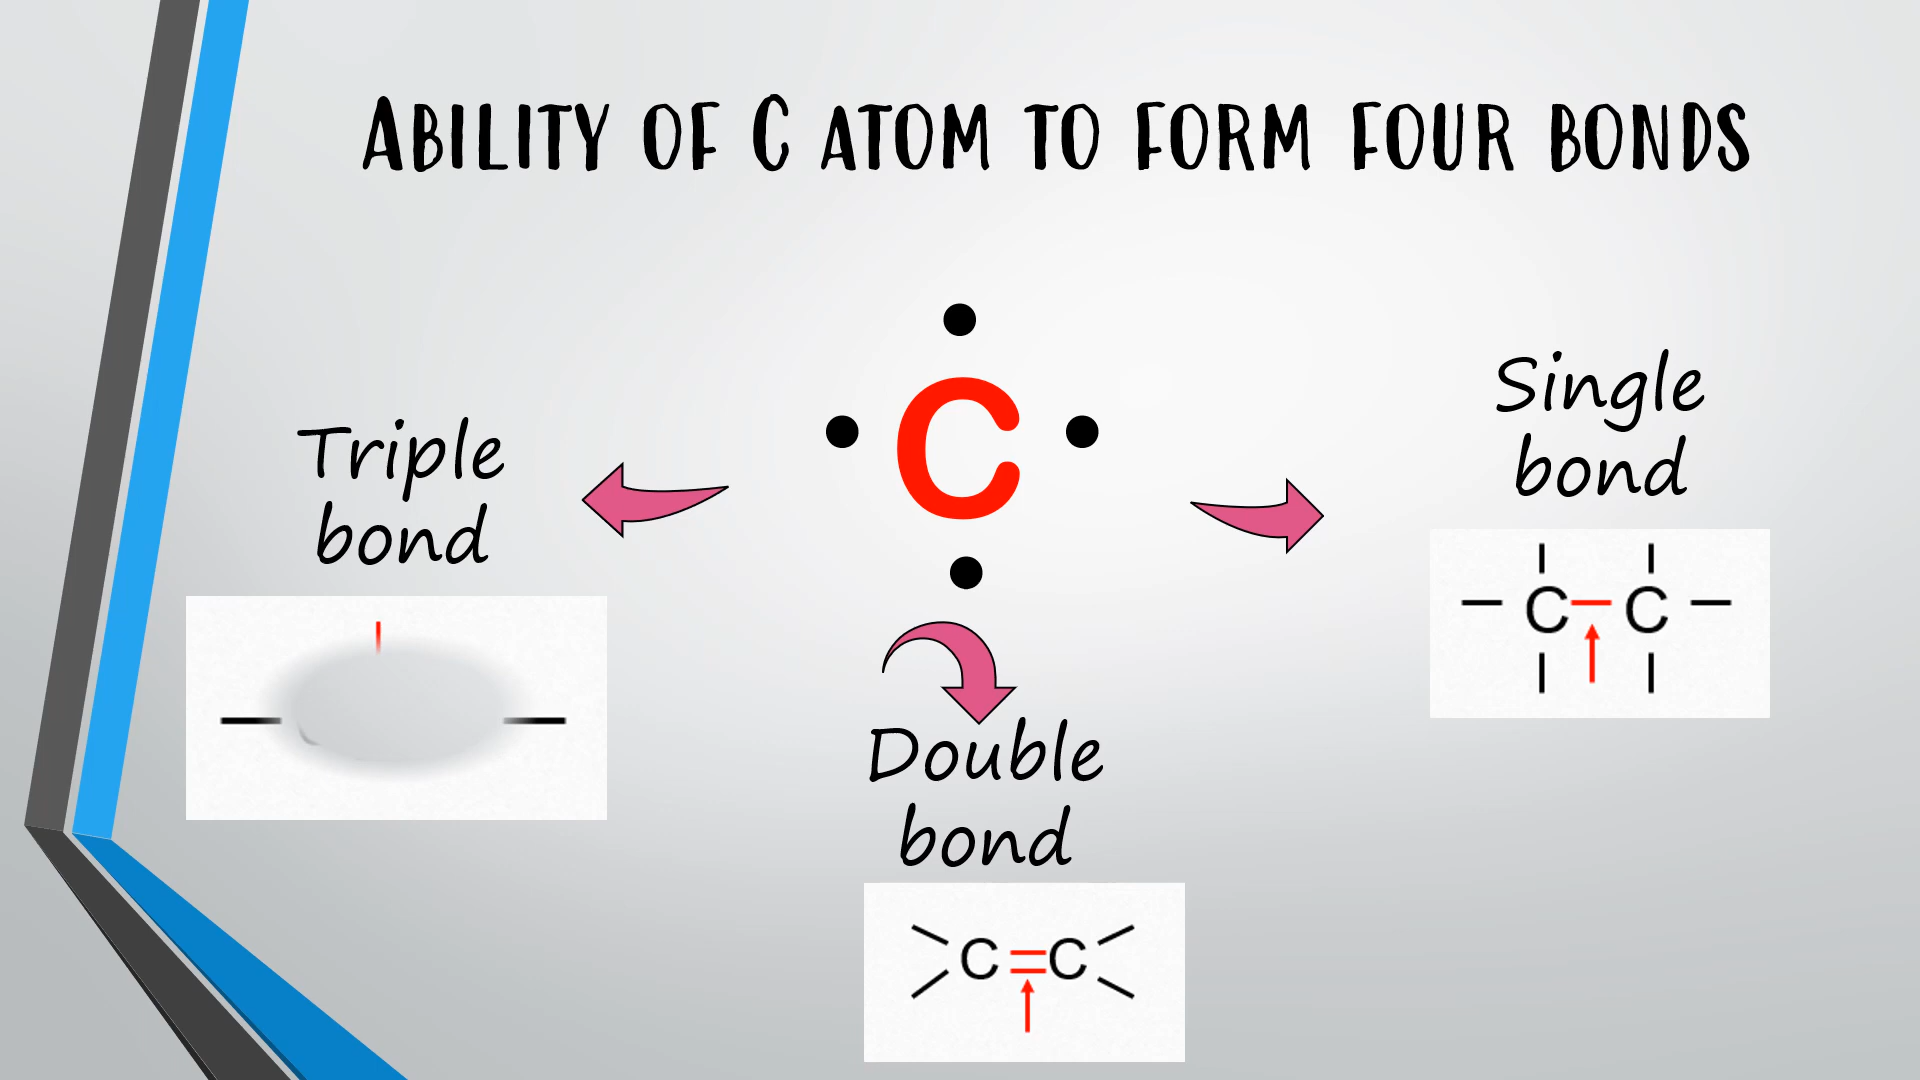 Ability of C atom to form four bonds
C
Triple
bond
Single
bond
C C
Double
bond
C=C